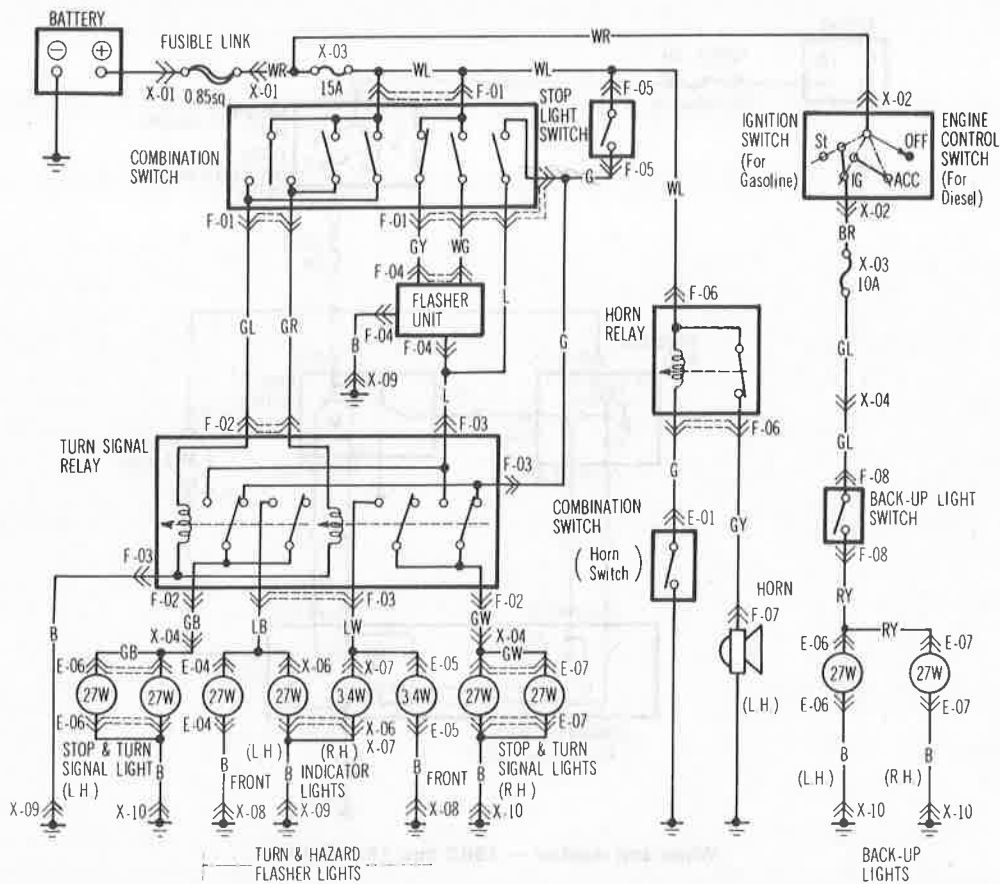 BATTERY
FUSIBLE LINK
X-03
WR
WR
WL
WL
X-01 0.85sq X-01
15A
F-01
F-05
X-02
STOP
LIGHT
SWITCH
IGNITION
SWITCH
(For
Gasoline)
St
OFF
IG
ACC
ENGINE
CONTROL
SWITCH
(For
Diesel)
COMBINATION
SWITCH
G
F-05
WL
X-02
F-01
F-01
GY
WG
BR
X-03
10A
F-04
FLASHER
UNIT
L
F-06
HORN
RELAY
GL
GR
B
F-04
F-04
G
GL
X-09
L
X-04
F-02
F-03
F-06
GL
TURN SIGNAL
RELAY
F-03
G
F-08
BACK-UP LIGHT
SWITCH
COMBINATION
SWITCH
(Horn
Switch)
E-01
GY
F-03
F-08
F-02
F-03
F-02
HORN
F-07
RY
B
GB
LB
LW
GW
X-04
X-04
RY
GB
GW
E-06
E-04
X-06
X-07
E-05
E-07
E-06
E-07
27W
27W
27W
27W
3.4W
3.4W
27W
27W
27W
27W
(L.H.)
E-06
E-04
X-06
X-07
E-05
E-07
E-06
E-07
STOP & TURN
SIGNAL LIGHT
(L.H.)
B
B
FRONT
(L.H.)
B
(R.H.)
INDICATOR
LIGHTS
B
FRONT
B
STOP & TURN
SIGNAL LIGHTS
(R.H.)
B
(L.H.)
B
(R.H.)
X-09
X-10
X-08
X-09
X-08
X-10
X-10
X-10
TURN & HAZARD
FLASHER LIGHTS
BACK-UP
LIGHTS